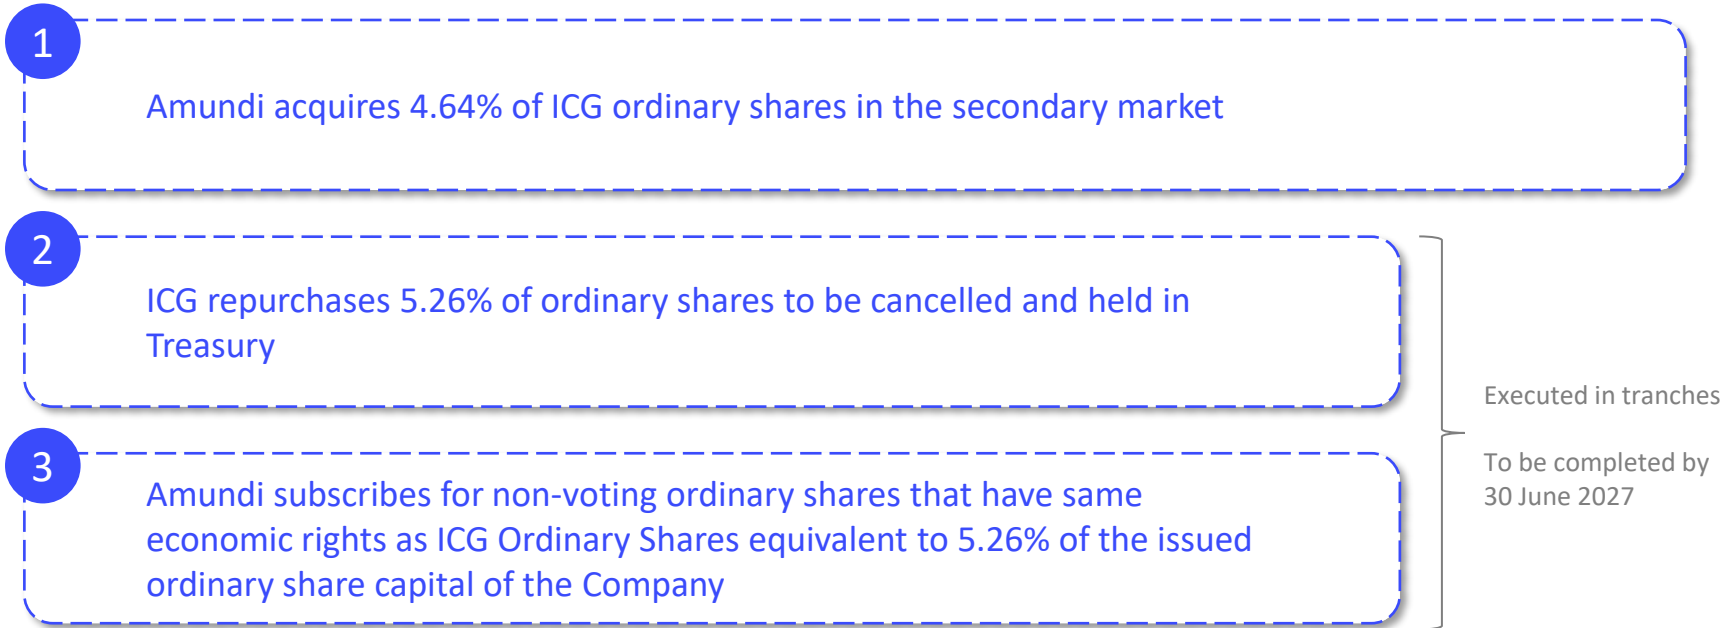 1
Amundi acquires 4.64% of ICG ordinary shares in the secondary market
2
ICG repurchases 5.26% of ordinary shares to be cancelled and held in
Treasury
3
Amundi subscribes for non-voting ordinary shares that have same
economic rights as ICG Ordinary Shares equivalent to 5.26% of the issued
ordinary share capital of the Company
Executed in tranches
To be completed by
30 June 2027